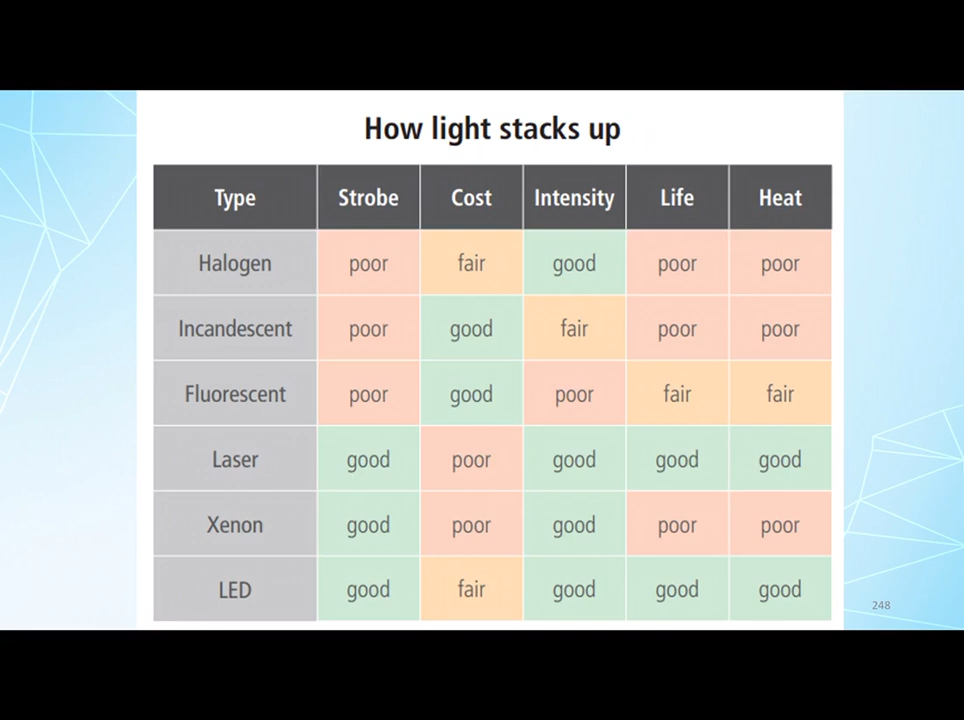 How light stacks up
Type Strobe Cost Intensity Life Heat
Halogen poor fair good poor poor
Incandescent poor good fair poor poor
Fluorescent poor good poor fair fair
Laser good poor good good good
Xenon good poor good poor poor
LED good fair good good good
248